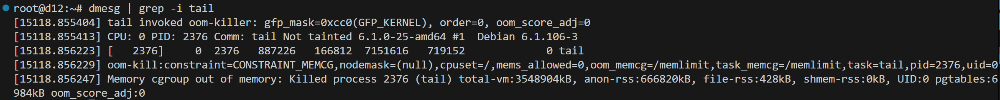 root@d12:~# dmesg | grep -i tail
[15118.855404] tail invoked oom-killer: gfp_mask=0xcc0(GFP_KERNEL), order=0, oom_score_adj=0
[15118.855413] CPU: 0 PID: 2376 Comm: tail Not tainted 6.1.0-25-amd64 #1  Debian 6.1.106-3
[15118.856223] [   2376]     0  2376   887226   166812  7151616   719152             0 tail
[15118.856229] oom-kill:constraint=CONSTRAINT_MEMCG,nodemask=(null),cpuset=/,mems_allowed=0,oom_memcg=/memlimit,task_memcg=/memlimit,task=tail,pid=2376,uid=0
[15118.856247] Memory cgroup out of memory: Killed process 2376 (tail) total-vm:3548904kB, anon-rss:666820kB, file-rss:428kB, shmem-rss:0kB, UID:0 pgtables:6
984kB oom_score_adj:0